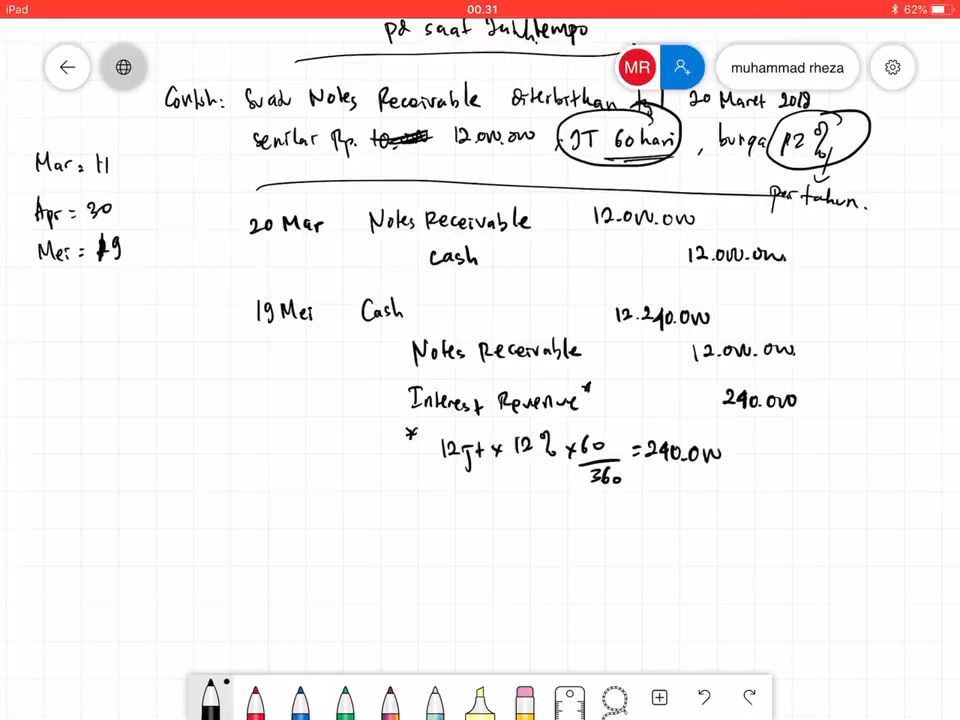 iPad 00.31 62%
pd saat Jatuh tempo
MR muhammad rheza
Contoh: Suatu Notes Receivable diterbitkan tg 20 Maret 2018
senilai Rp. 12.000.000, JT 60 hari, bunga 12%
per tahun.
Mar = 11
Apr = 30
Mei = 19
20 Mar Notes Receivable 12.000.000
Cash 12.000.000
19 Mei Cash 12.240.000
Notes Receivable 12.000.000
Interest Revenue* 240.000
* 12jt x 12% x 60/360 = 240.000